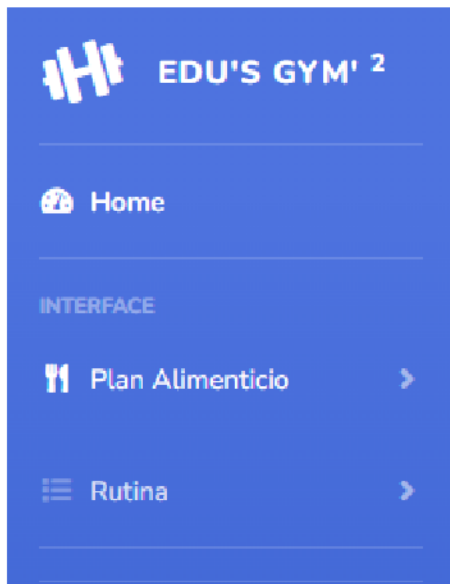 EDU'S GYM' 2
Home
INTERFACE
Plan Alimenticio
Rutina